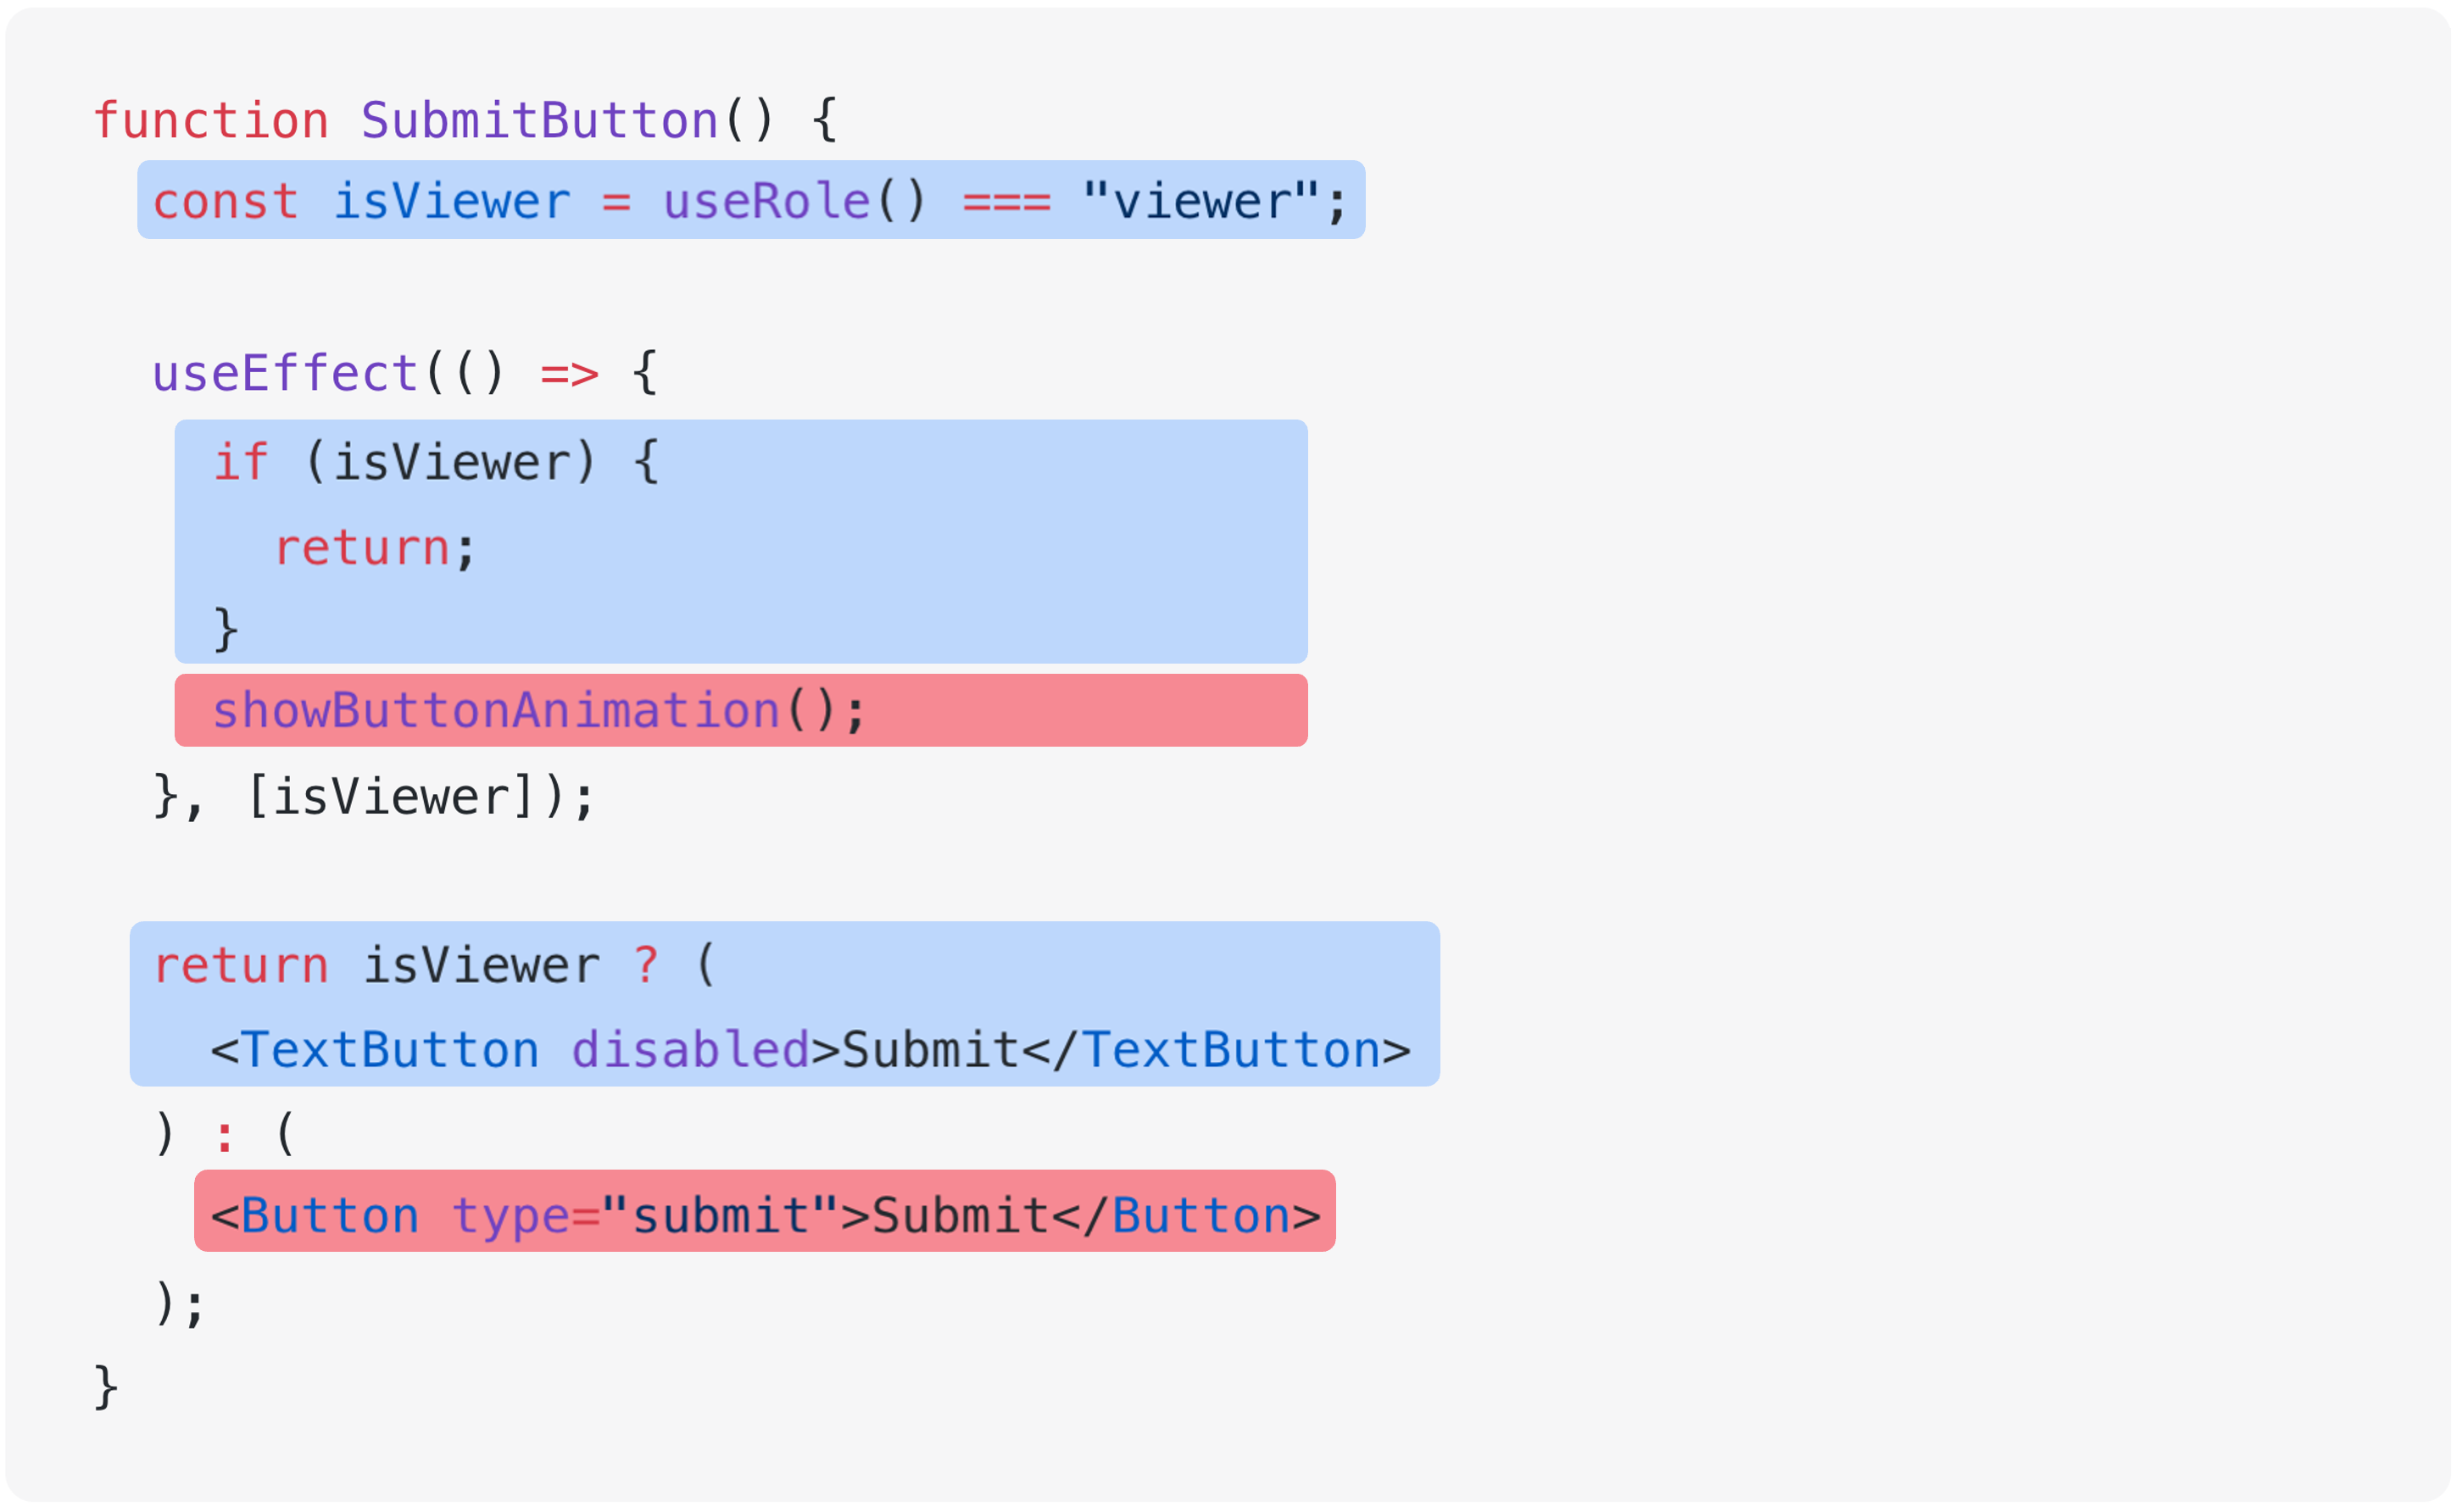 function SubmitButton() {
  const isViewer = useRole() === "viewer";

  useEffect(() => {
    if (isViewer) {
      return;
    }
    showButtonAnimation();
  }, [isViewer]);

  return isViewer ? (
    <TextButton disabled>Submit</TextButton>
  ) : (
    <Button type="submit">Submit</Button>
  );
}